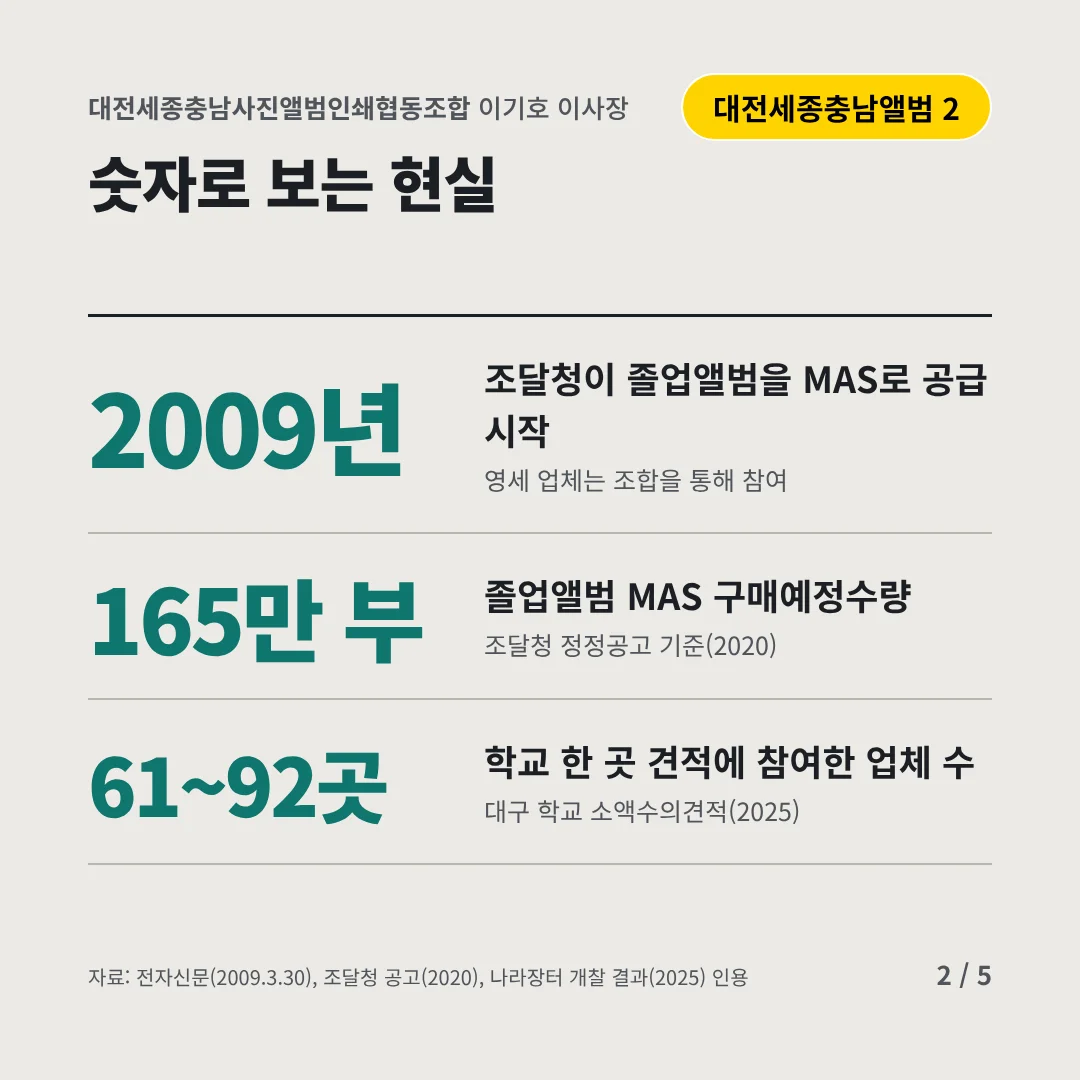 대전세종충남사진앨범인쇄협동조합 이기호 이사장
대전세종충남앨범 2
숫자로 보는 현실
2009년
조달청이 졸업앨범을 MAS로 공급
시작
영세 업체는 조합을 통해 참여
165만 부
졸업앨범 MAS 구매예정수량
조달청 정정공고 기준(2020)
61~92곳
학교 한 곳 견적에 참여한 업체 수
대구 학교 소액수의견적(2025)
자료: 전자신문(2009.3.30), 조달청 공고(2020), 나라장터 개찰 결과(2025) 인용
2 / 5